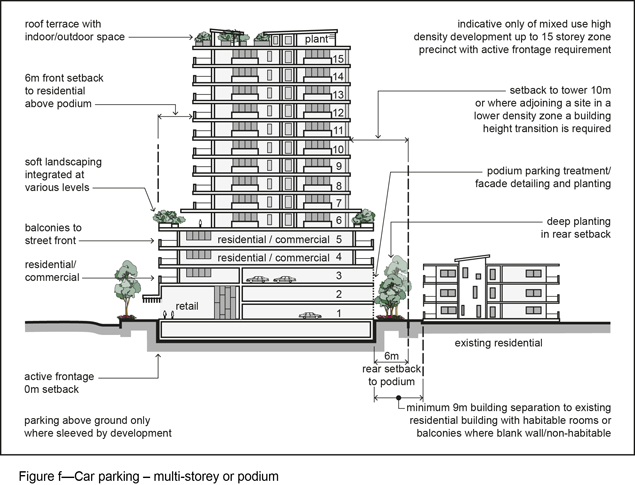 roof terrace with
indoor/outdoor space
plant
indicative only of mixed use high
density development up to 15 storey zone
precinct with active frontage requirement
15
14
13
12
11
10
9
8
7
6
6m front setback
to residential
above podium
setback to tower 10m
or where adjoining a site in a
lower density zone a building
height transition is required
soft landscaping
integrated at
various levels
podium parking treatment/
facade detailing and planting
balconies to
street front
residential / commercial 5
residential / commercial 4
deep planting
in rear setback
residential/
commercial
3
2
1
retail
existing residential
6m
rear setback
to podium
active frontage
0m setback
minimum 9m building separation to existing
residential building with habitable rooms or
balconies where blank wall/non-habitable
parking above ground only
where sleeved by development
Figure f—Car parking – multi-storey or podium